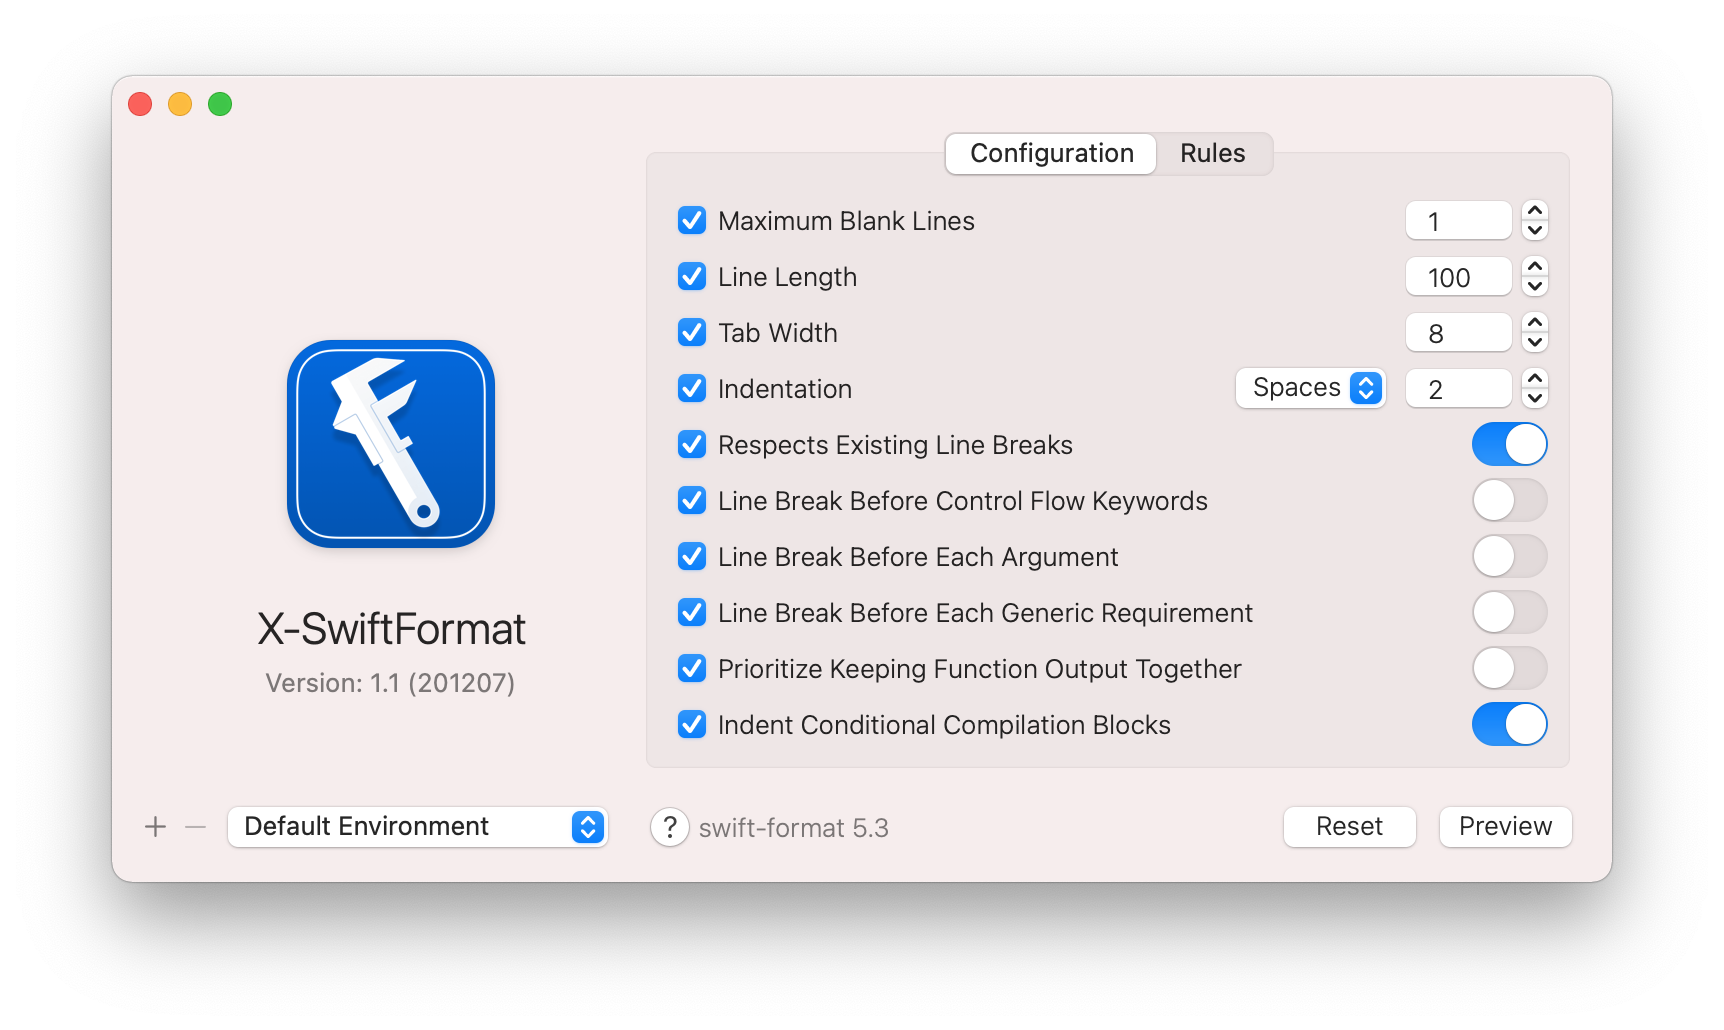 Configuration Rules
Maximum Blank Lines 1
Line Length 100
Tab Width 8
Indentation Spaces 2
Respects Existing Line Breaks
Line Break Before Control Flow Keywords
Line Break Before Each Argument
Line Break Before Each Generic Requirement
Prioritize Keeping Function Output Together
Indent Conditional Compilation Blocks
X-SwiftFormat
Version: 1.1 (201207)
Default Environment
? swift-format 5.3
Reset Preview